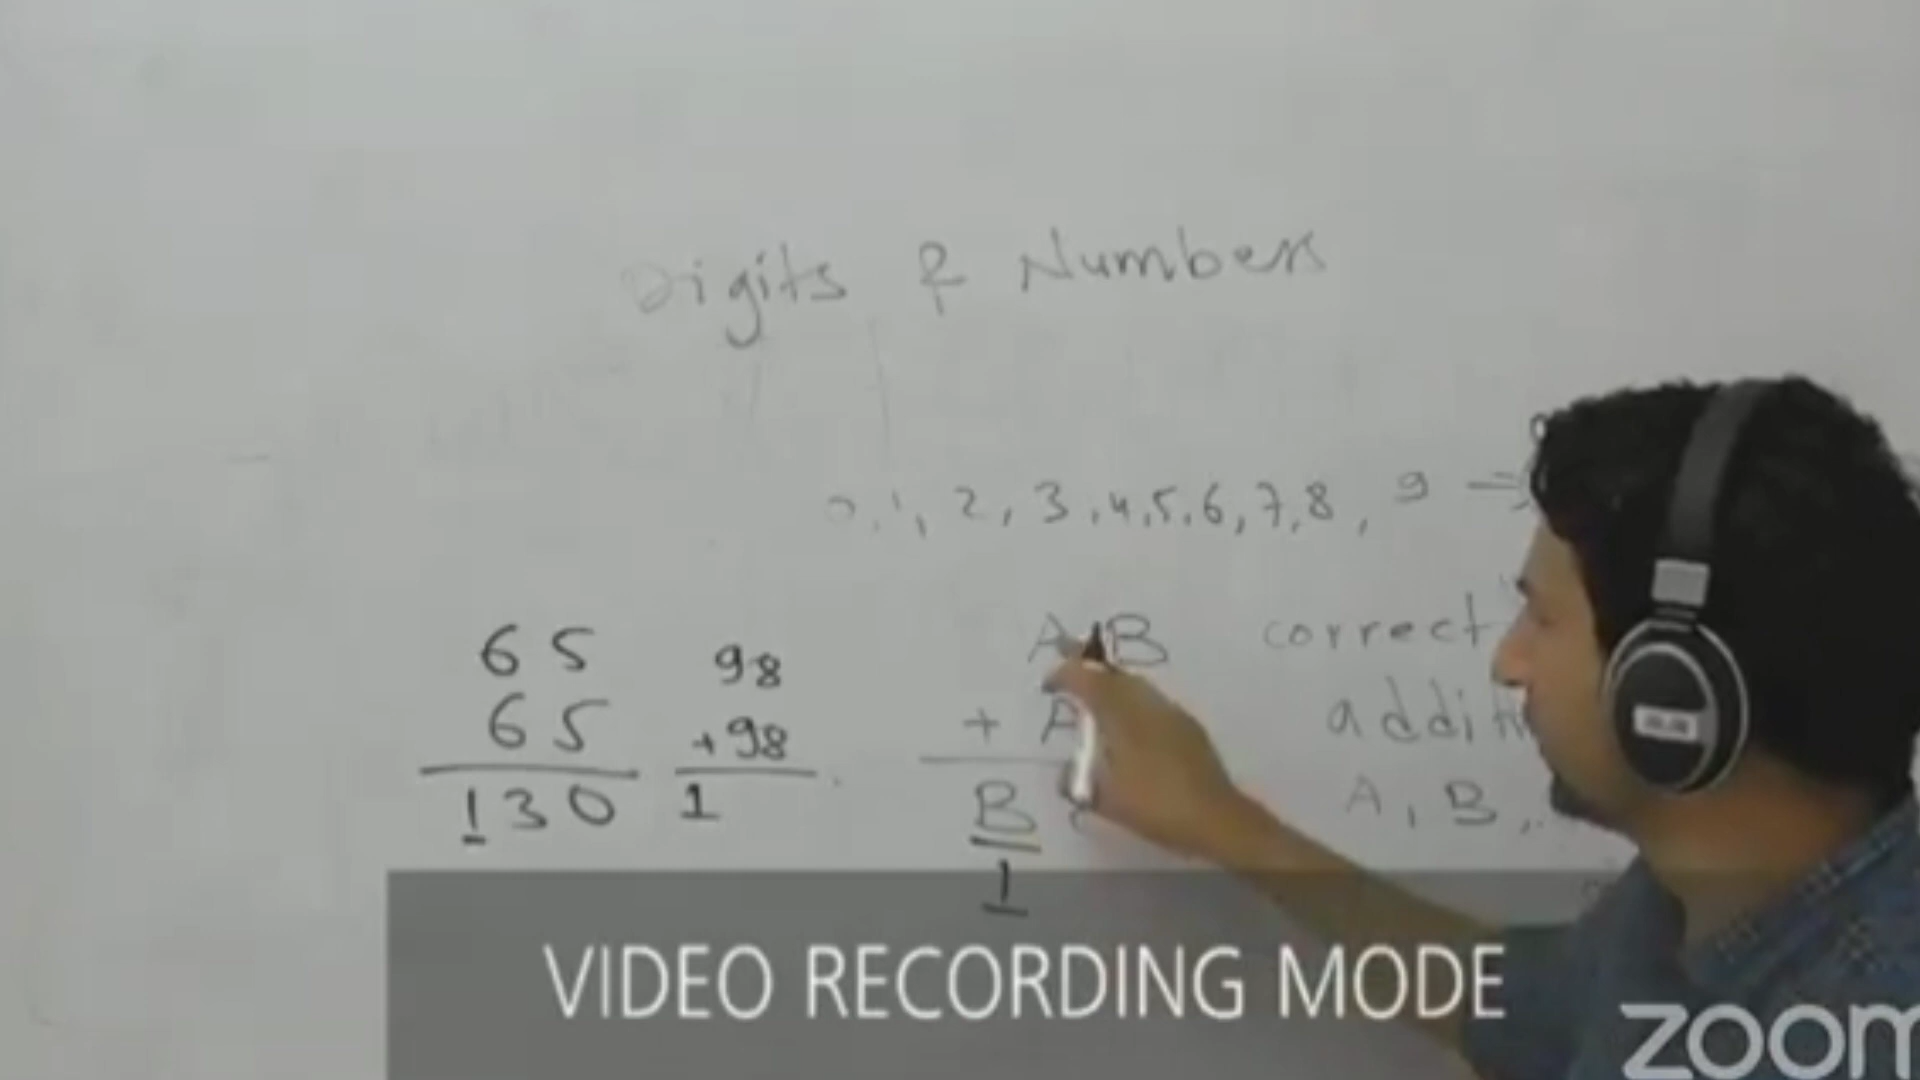 Digits & Numbers
0, 1, 2, 3, 4, 5, 6, 7, 8, 9 ⇒
65
65
130
98
+98
1
AB
+ A
B
1
correct
A, B,
VIDEO RECORDING MODE
zoom